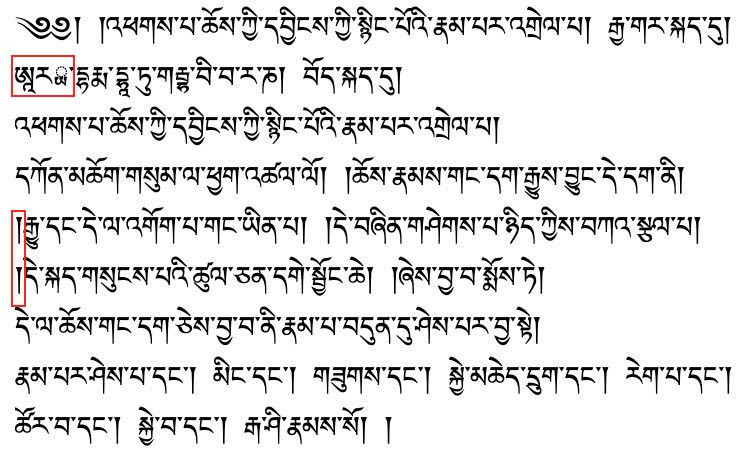 ༄༅། །འཕགས་པ་ཆོས་ཀྱི་དབྱིངས་ཀྱི་སྙིང་པོའི་རྣམ་པར་འགྲེལ་པ། རྒྱ་གར་སྐད་དུ།
བོད་སྐད་དུ།
འཕགས་པ་ཆོས་ཀྱི་དབྱིངས་ཀྱི་སྙིང་པོའི་རྣམ་པར་འགྲེལ་པ།
དཀོན་མཆོག་གསུམ་ལ་ཕྱག་འཚལ་ལོ། །ཆོས་རྣམས་གང་དག་རྒྱུས་བྱུང་དེ་དག་ནི།
།རྒྱུ་དང་དེ་ལ་འགོག་པ་གང་ཡིན་པ། །དེ་བཞིན་གཤེགས་པ་ཉིད་ཀྱིས་བཀའ་སྩལ་པ།
།དེ་སྐད་གསུངས་པའི་ཚུལ་ཅན་དགེ་སྦྱོང་ཆེ། །ཞེས་བྱ་བ་སྨོས་ཏེ།
དེ་ལ་ཆོས་གང་དག་ཅེས་བྱ་བ་ནི་རྣམ་པ་བདུན་དུ་ཤེས་པར་བྱ་སྟེ།
རྣམ་པར་ཤེས་པ་དང་། མིང་དང་། གཟུགས་དང་། སྐྱེ་མཆེད་དྲུག་དང་། རེག་པ་དང་།
ཚོར་བ་དང་། སྐྱེ་བ་དང་། རྒ་ཤི་རྣམས་སོ། །